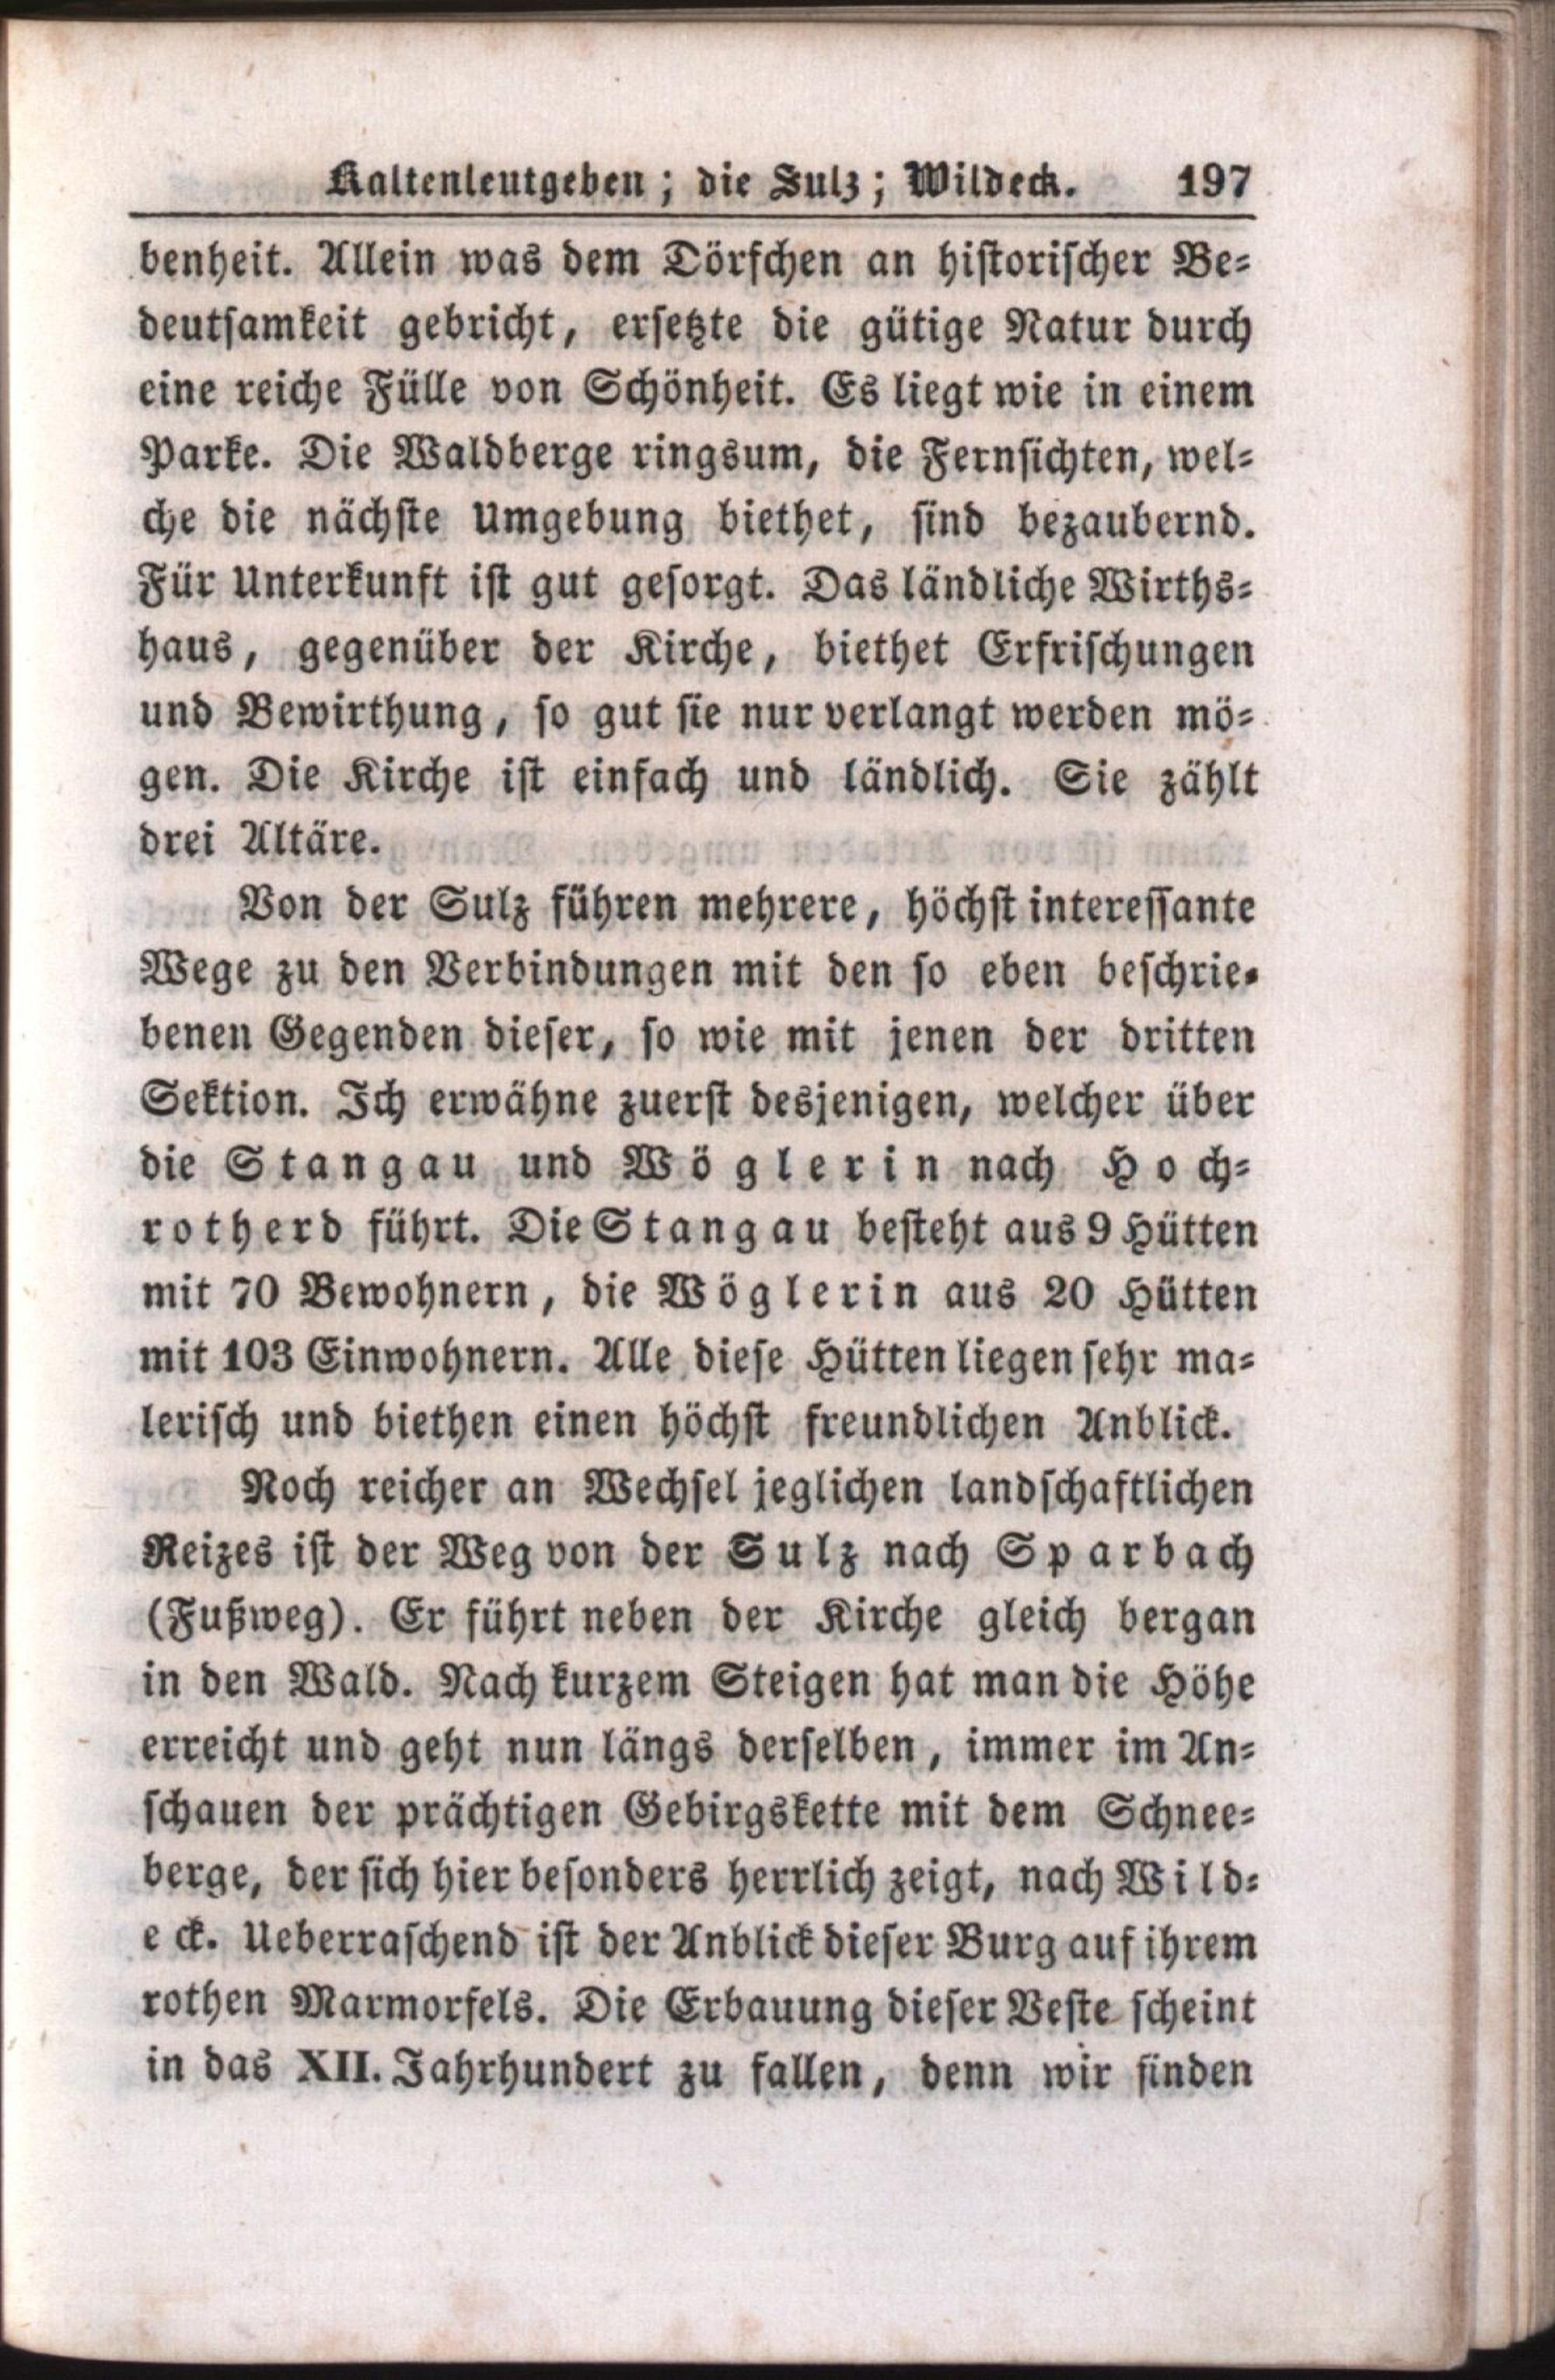 Kaltenleutgeben; die Sulz; Wildeck. 197
benheit. Allein was dem Dörfchen an historischer Be-
deutsamkeit gebricht, ersetzte die gütige Natur durch
eine reiche Fülle von Schönheit. Es liegt wie in einem
Parke. Die Waldberge ringsum, die Fernsichten, wel-
che die nächste Umgebung biethet, sind bezaubernd.
Für Unterkunft ist gut gesorgt. Das ländliche Wirths-
haus, gegenüber der Kirche, biethet Erfrischungen
und Bewirthung, so gut sie nur verlangt werden mö-
gen. Die Kirche ist einfach und ländlich. Sie zählt
drei Altäre.
Von der Sulz führen mehrere, höchst interessante
Wege zu den Verbindungen mit den so eben beschrie-
benen Gegenden dieser, so wie mit jenen der dritten
Sektion. Ich erwähne zuerst desjenigen, welcher über
die Stangau und Wöglerin nach Hoch-
rotherd führt. Die Stangau besteht aus 9 Hütten
mit 70 Bewohnern, die Wöglerin aus 20 Hütten
mit 103 Einwohnern. Alle diese Hütten liegen sehr ma-
lerisch und biethen einen höchst freundlichen Anblick.
Noch reicher an Wechsel jeglichen landschaftlichen
Reizes ist der Weg von der Sulz nach Sparbach
(Fußweg). Er führt neben der Kirche gleich bergan
in den Wald. Nach kurzem Steigen hat man die Höhe
erreicht und geht nun längs derselben, immer im An-
schauen der prächtigen Gebirgskette mit dem Schnee-
berge, der sich hier besonders herrlich zeigt, nach Wild-
eck. Ueberraschend ist der Anblick dieser Burg auf ihrem
rothen Marmorfels. Die Erbauung dieser Veste scheint
in das XII. Jahrhundert zu fallen, denn wir finden